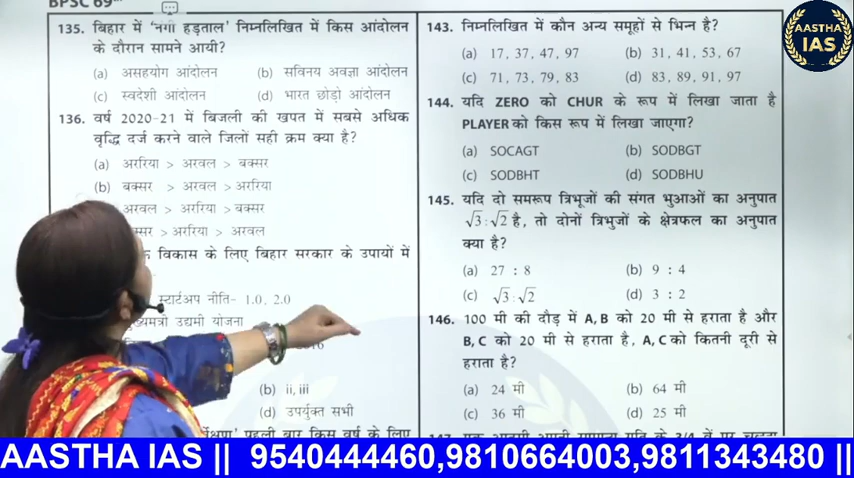 BPSC 69th
135. बिहार में 'नंगी हड़ताल' निम्नलिखित में किस आंदोलन
के दौरान सामने आयी?
(a) असहयोग आंदोलन (b) सविनय अवज्ञा आंदोलन
(c) स्वदेशी आंदोलन (d) भारत छोड़ो आंदोलन
136. वर्ष 2020-21 में बिजली की खपत में सबसे अधिक
वृद्धि दर्ज करने वाले जिलों सही क्रम क्या है?
(a) अररिया > अरवल > बक्सर
(b) बक्सर > अरवल > अररिया
अरवल > अररिया > बक्सर
> अररिया > अरवल
विकास के लिए बिहार सरकार के उपायों में
स्टार्टअप नीति- 1.0, 2.0
उद्यमी योजना
(b) ii, iii
(d) उपर्युक्त सभी
पहली बार किस वर्ष के लिए
143. निम्नलिखित में कौन अन्य समूहों से भिन्न है?
(a) 17, 37, 47, 97 (b) 31, 41, 53, 67
(c) 71, 73, 79, 83 (d) 83, 89, 91, 97
144. यदि ZERO को CHUR के रूप में लिखा जाता है
PLAYER को किस रूप में लिखा जाएगा?
(a) SOCAGT (b) SODBGT
(c) SODBHT (d) SODBHU
145. यदि दो समरूप त्रिभुजों की संगत भुजाओं का अनुपात
√3:√2 है, तो दोनों त्रिभुजों के क्षेत्रफल का अनुपात
क्या है?
(a) 27 : 8 (b) 9 : 4
(c) √3:√2 (d) 3 : 2
146. 100 मी की दौड़ में A, B को 20 मी से हराता है और
B, C को 20 मी से हराता है, A, C को कितनी दूरी से
हराता है?
(a) 24 मी (b) 64 मी
(c) 36 मी (d) 25 मी
AASTHA
IAS
AASTHA IAS || 9540444460,9810664003,9811343480 ||